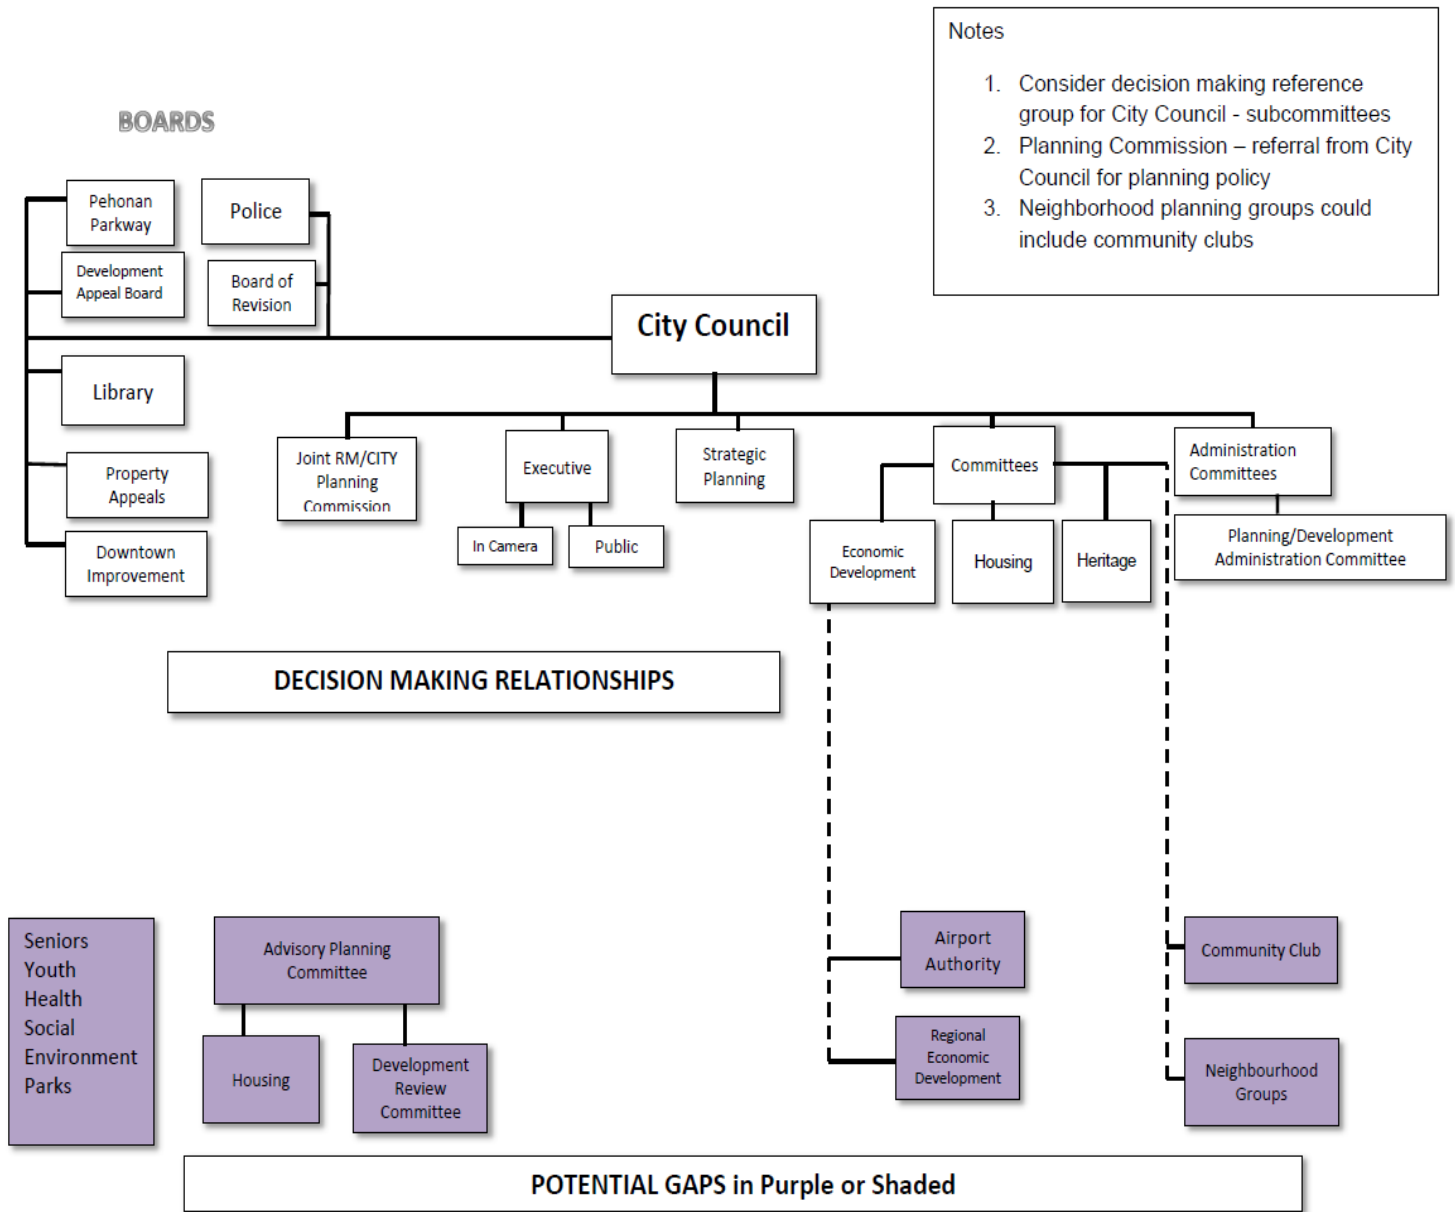 Notes
1. Consider decision making reference
group for City Council - subcommittees
2. Planning Commission – referral from City
Council for planning policy
3. Neighborhood planning groups could
include community clubs
BOARDS
Pehonan
Parkway
Police
Development
Appeal Board
Board of
Revision
City Council
Library
Property
Appeals
Downtown
Improvement
Joint RM/CITY
Planning
Commission
Executive
In Camera
Public
Strategic
Planning
Committees
Economic
Development
Housing
Heritage
Administration
Committees
Planning/Development
Administration Committee
DECISION MAKING RELATIONSHIPS
Seniors
Youth
Health
Social
Environment
Parks
Advisory Planning
Committee
Housing
Development
Review
Committee
Airport
Authority
Regional
Economic
Development
Community Club
Neighbourhood
Groups
POTENTIAL GAPS in Purple or Shaded